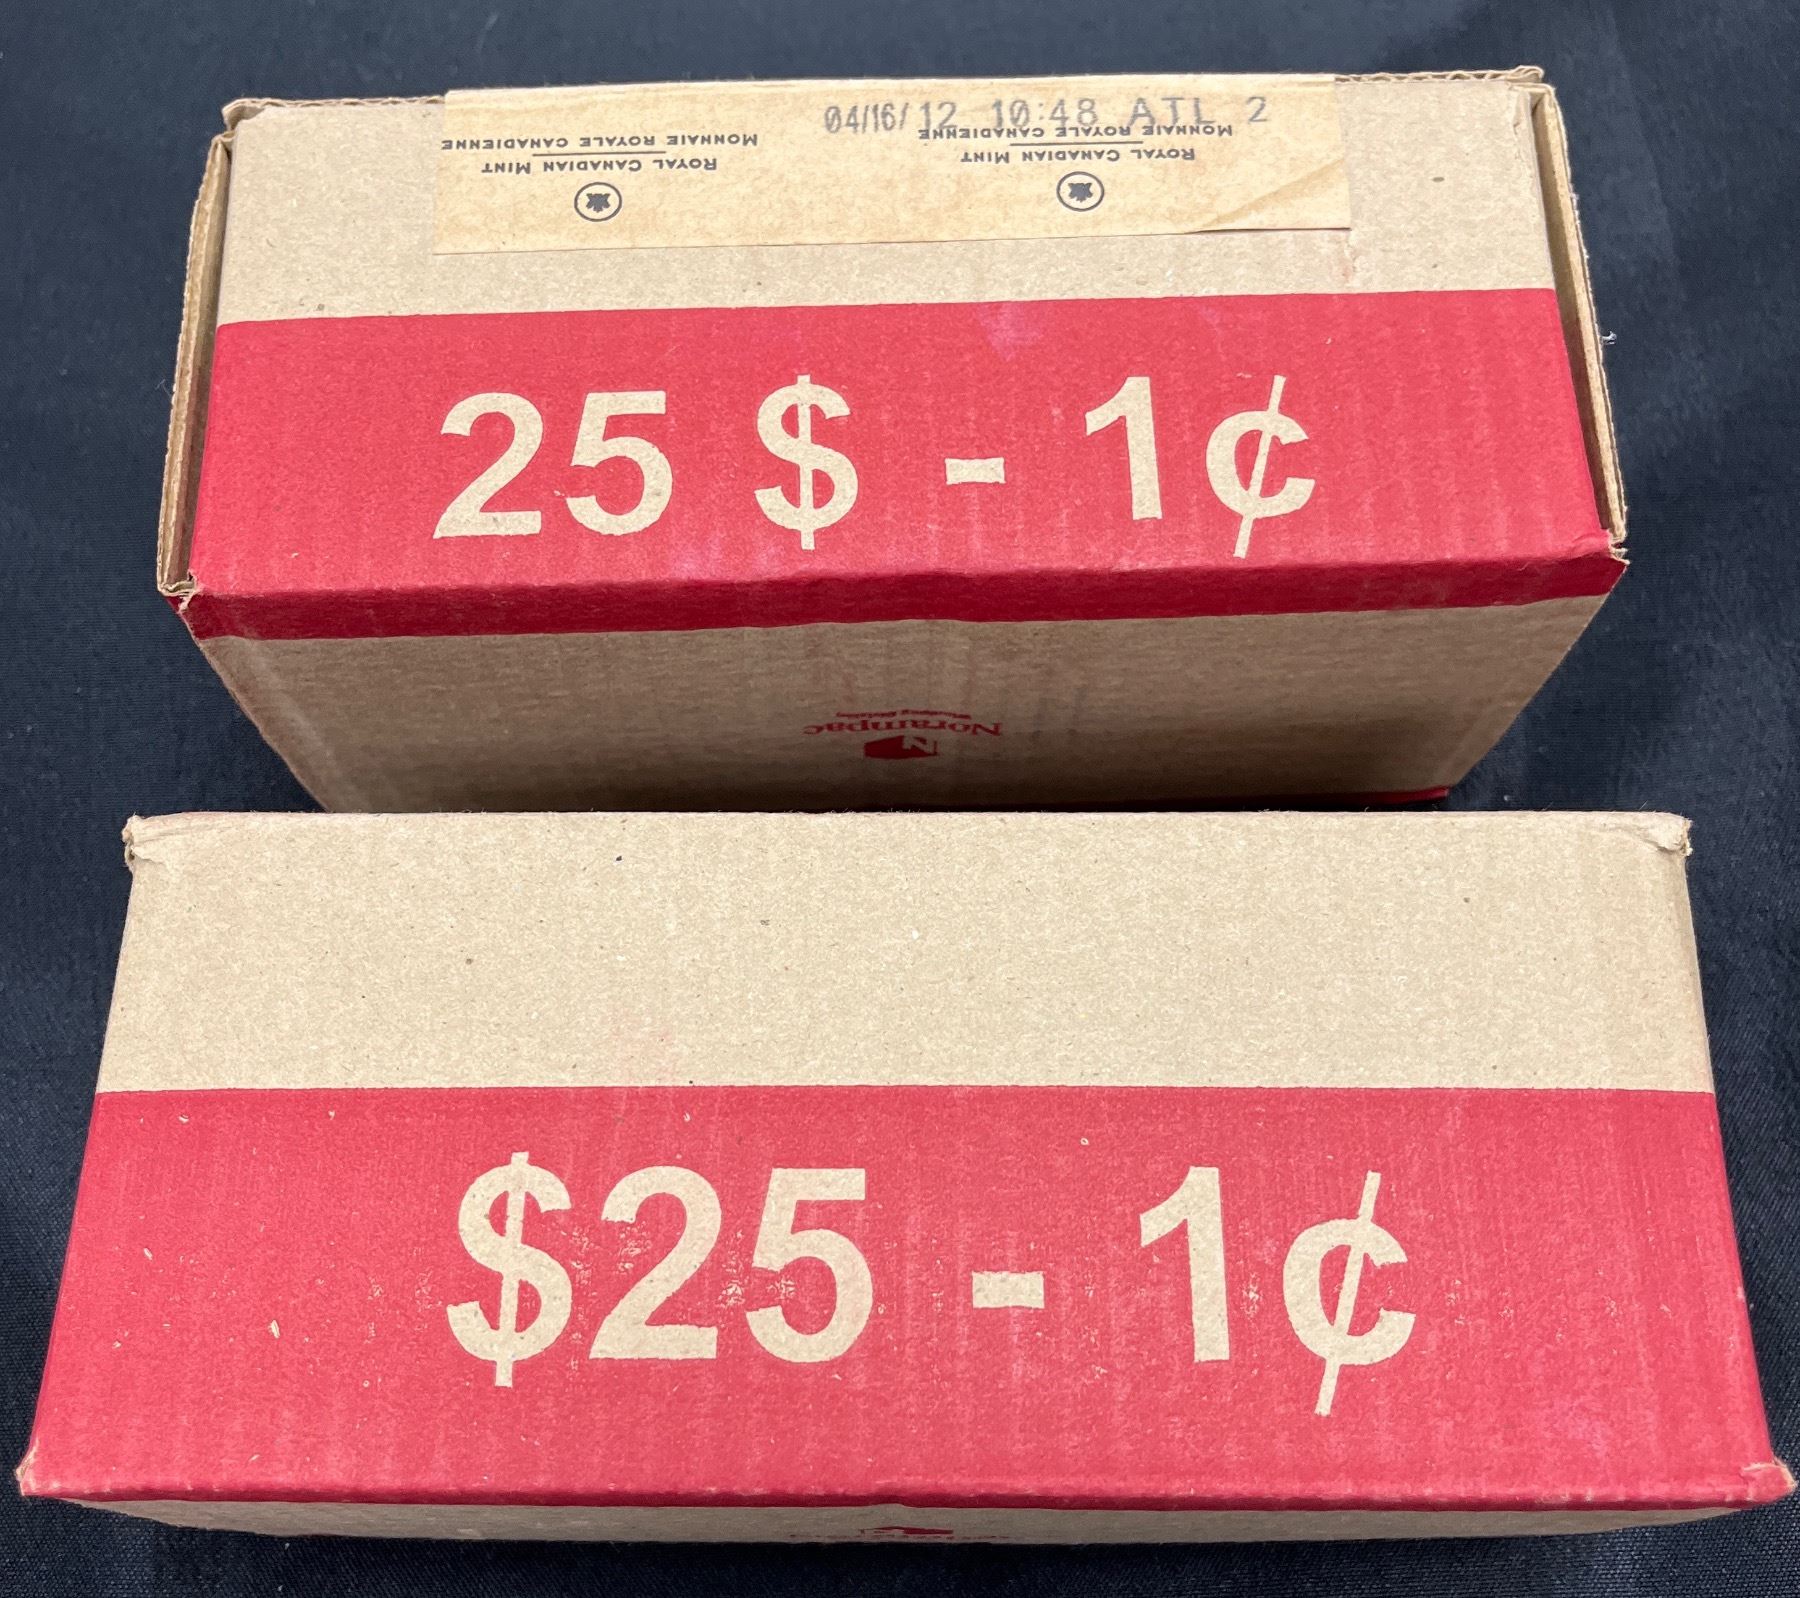 04/16/12 10:48 ATL 2
MONNAIE ROYALE CANADIENNE
ROYAL CANADIAN MINT
MONNAIE ROYALE CANADIENNE
ROYAL CANADIAN MINT
25 $ - 1¢
Norampac
$25 - 1¢